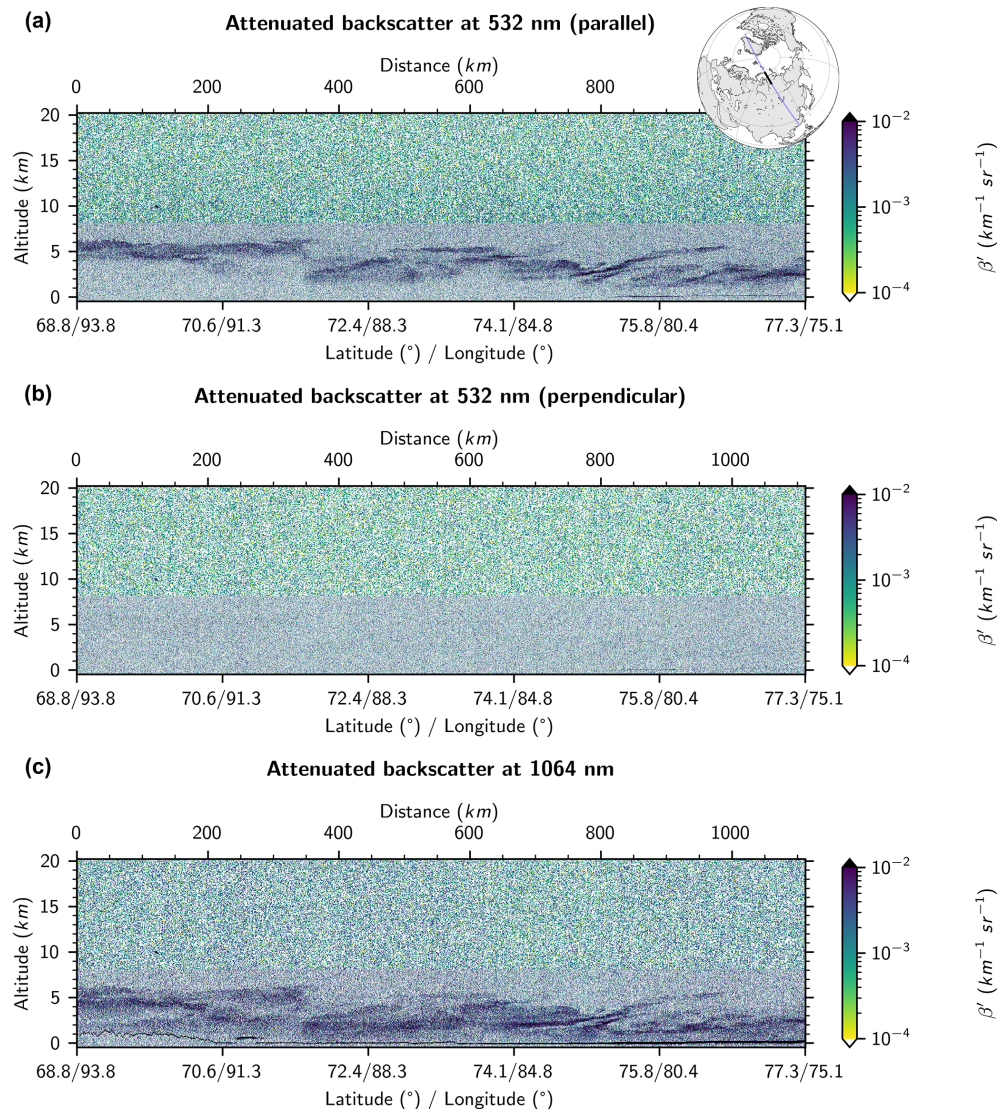 (a)
Attenuated backscatter at 532 nm (parallel)
Distance (km)
0 200 400 600 800
20
15
10
5
0
Altitude (km)
68.8/93.8 70.6/91.3 72.4/88.3 74.1/84.8 75.8/80.4 77.3/75.1
Latitude (°) / Longitude (°)
10⁻²
10⁻³
10⁻⁴
β′ (km⁻¹ sr⁻¹)
(b)
Attenuated backscatter at 532 nm (perpendicular)
Distance (km)
0 200 400 600 800 1000
20
15
10
5
0
Altitude (km)
68.8/93.8 70.6/91.3 72.4/88.3 74.1/84.8 75.8/80.4 77.3/75.1
Latitude (°) / Longitude (°)
10⁻²
10⁻³
10⁻⁴
β′ (km⁻¹ sr⁻¹)
(c)
Attenuated backscatter at 1064 nm
Distance (km)
0 200 400 600 800 1000
20
15
10
5
0
Altitude (km)
68.8/93.8 70.6/91.3 72.4/88.3 74.1/84.8 75.8/80.4 77.3/75.1
Latitude (°) / Longitude (°)
10⁻²
10⁻³
10⁻⁴
β′ (km⁻¹ sr⁻¹)